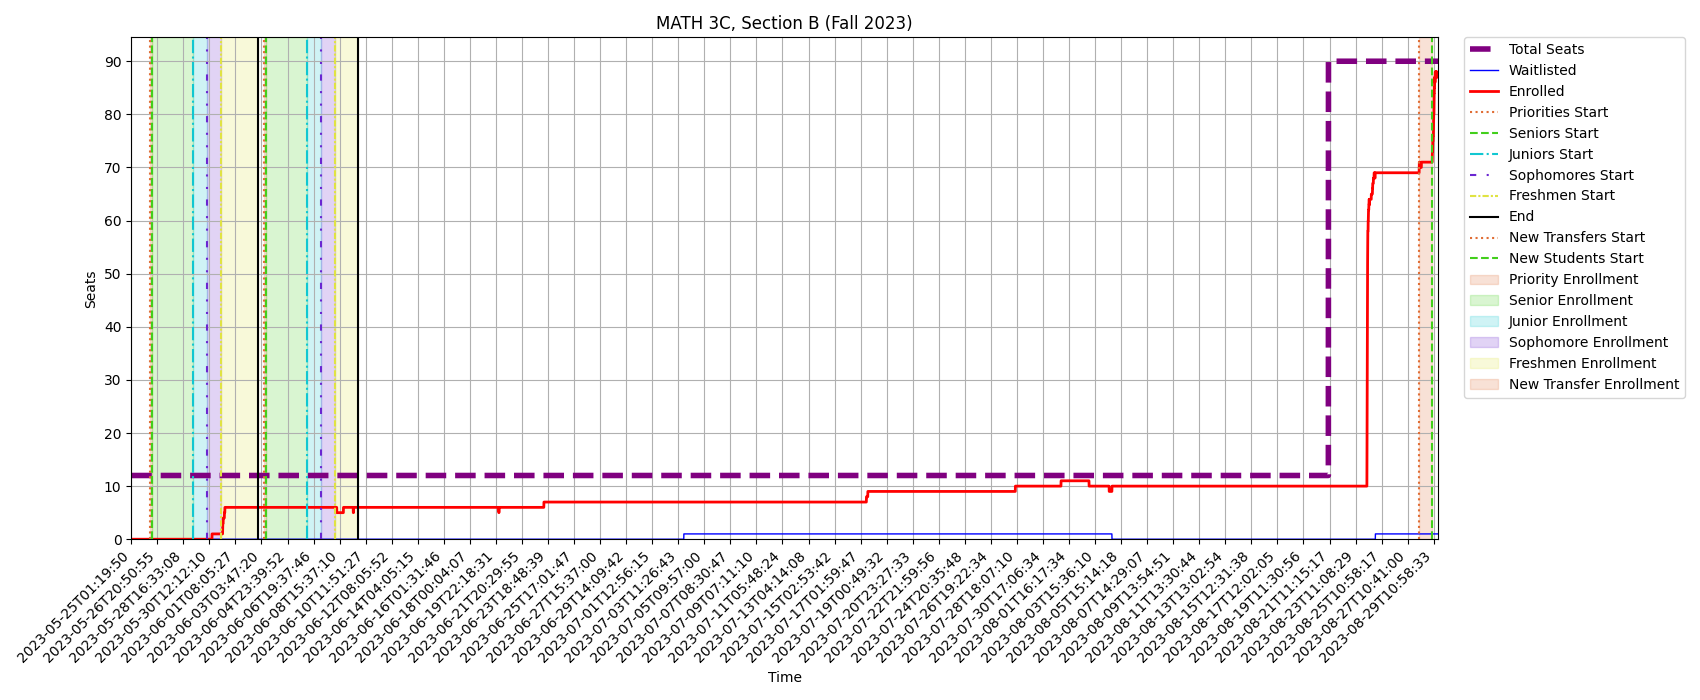 MATH 3C, Section B (Fall 2023)
Seats
90
80
70
60
50
40
30
20
10
0
2023-05-25T01:19:50
2023-05-26T20:50:55
2023-05-28T16:33:08
2023-05-30T12:12:10
2023-06-01T08:05:27
2023-06-03T03:47:20
2023-06-04T23:39:52
2023-06-06T19:37:46
2023-06-08T15:37:10
2023-06-10T11:51:27
2023-06-12T08:05:52
2023-06-14T04:05:15
2023-06-16T01:31:46
2023-06-18T00:04:07
2023-06-19T22:18:31
2023-06-21T20:29:55
2023-06-23T18:48:39
2023-06-25T17:01:47
2023-06-27T15:37:00
2023-06-29T14:09:42
2023-07-01T12:56:15
2023-07-03T11:26:43
2023-07-05T09:57:00
2023-07-07T08:30:47
2023-07-09T07:11:10
2023-07-11T05:48:24
2023-07-13T04:14:08
2023-07-15T02:53:42
2023-07-17T01:59:47
2023-07-19T00:49:32
2023-07-20T23:27:33
2023-07-22T21:59:56
2023-07-24T20:35:48
2023-07-26T19:22:34
2023-07-28T18:07:10
2023-07-30T17:06:34
2023-08-01T16:17:34
2023-08-03T15:36:10
2023-08-05T15:14:18
2023-08-07T14:29:07
2023-08-09T13:54:51
2023-08-11T13:30:44
2023-08-13T13:02:54
2023-08-15T12:31:38
2023-08-17T12:02:05
2023-08-19T11:30:56
2023-08-21T11:15:17
2023-08-23T11:08:29
2023-08-25T10:58:17
2023-08-27T10:41:00
2023-08-29T10:58:33
Time
Total Seats
Waitlisted
Enrolled
Priorities Start
Seniors Start
Juniors Start
Sophomores Start
Freshmen Start
End
New Transfers Start
New Students Start
Priority Enrollment
Senior Enrollment
Junior Enrollment
Sophomore Enrollment
Freshmen Enrollment
New Transfer Enrollment